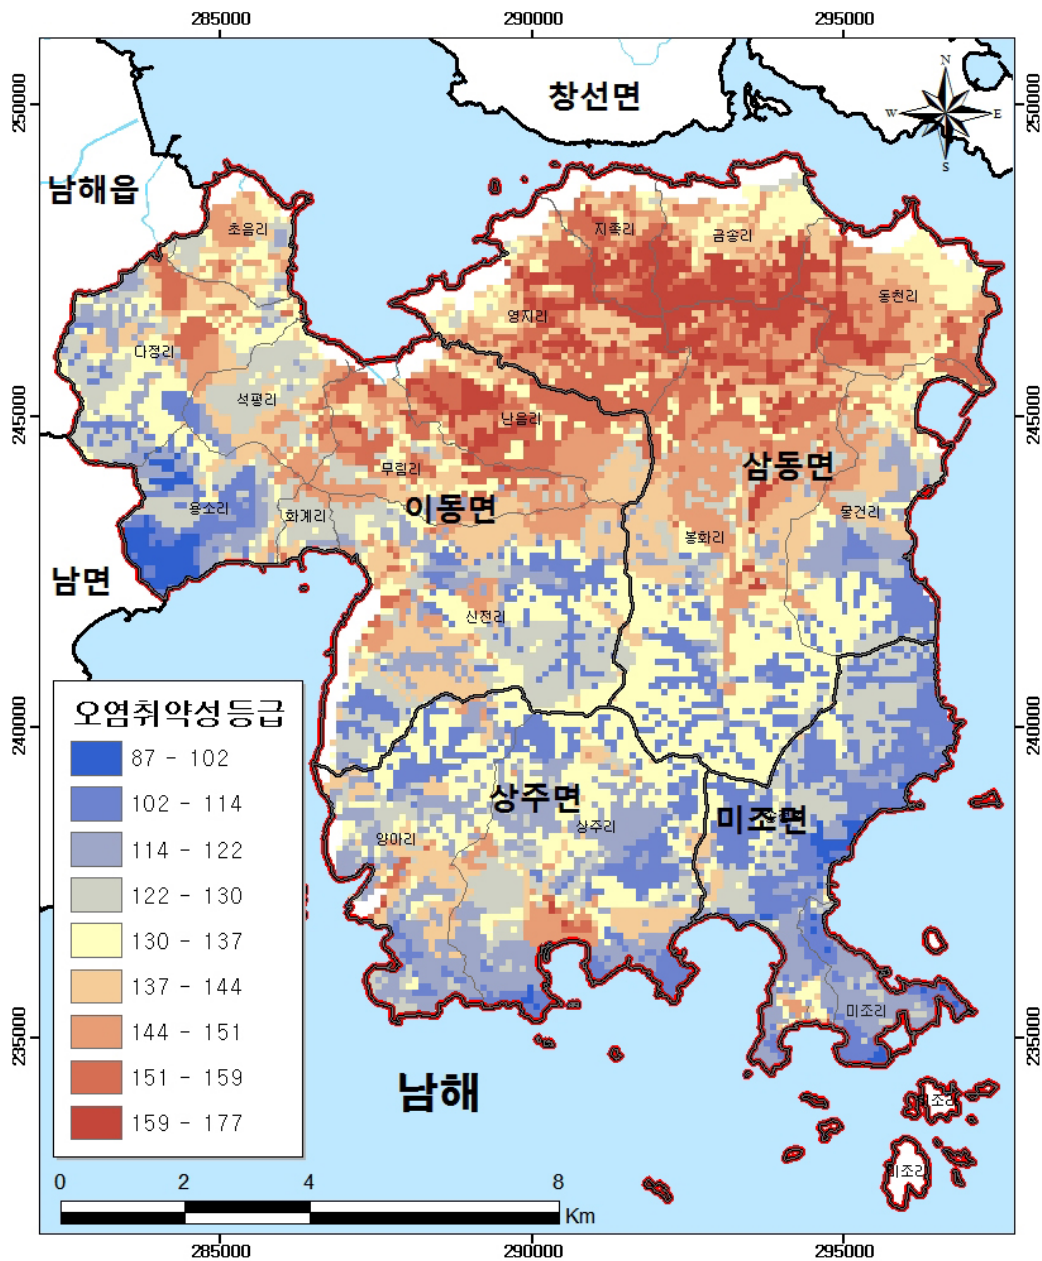 285000 290000 295000
250000 250000
창선면
N
W E
S
남해읍
초음리
지족리
금송리
동천리
영지리
다정리
석평리
난음리
245000 245000
무림리
삼동면
이동면
용소리
화계리
물건리
봉화리
남면
신전리
오염취약성등급
87 - 102
102 - 114
114 - 122
122 - 130
130 - 137
137 - 144
144 - 151
151 - 159
159 - 177
240000 240000
상주면
미조면
양아리
상주리
미조리
235000 235000
남해
미조리
미조리
0 2 4 8
Km
285000 290000 295000